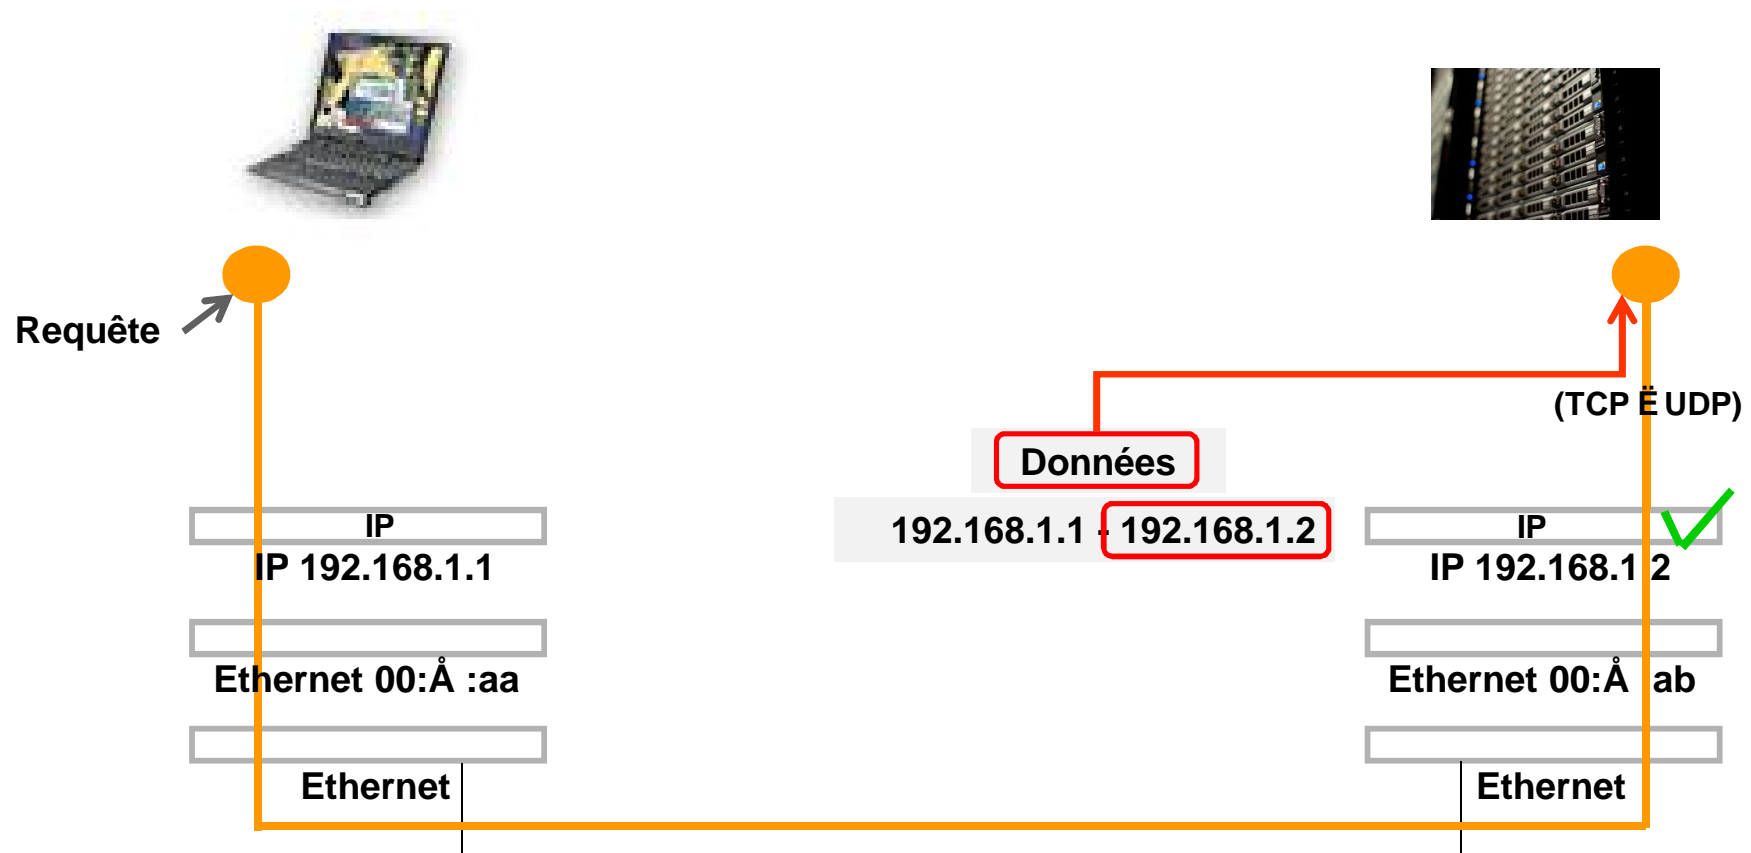 Requête
(TCP Ë UDP)
Données
192.168.1.1 - 192.168.1.2
IP
IP 192.168.1.1
IP
IP 192.168.1.2
Ethernet 00:Å :aa
Ethernet 00:Å :ab
Ethernet
Ethernet